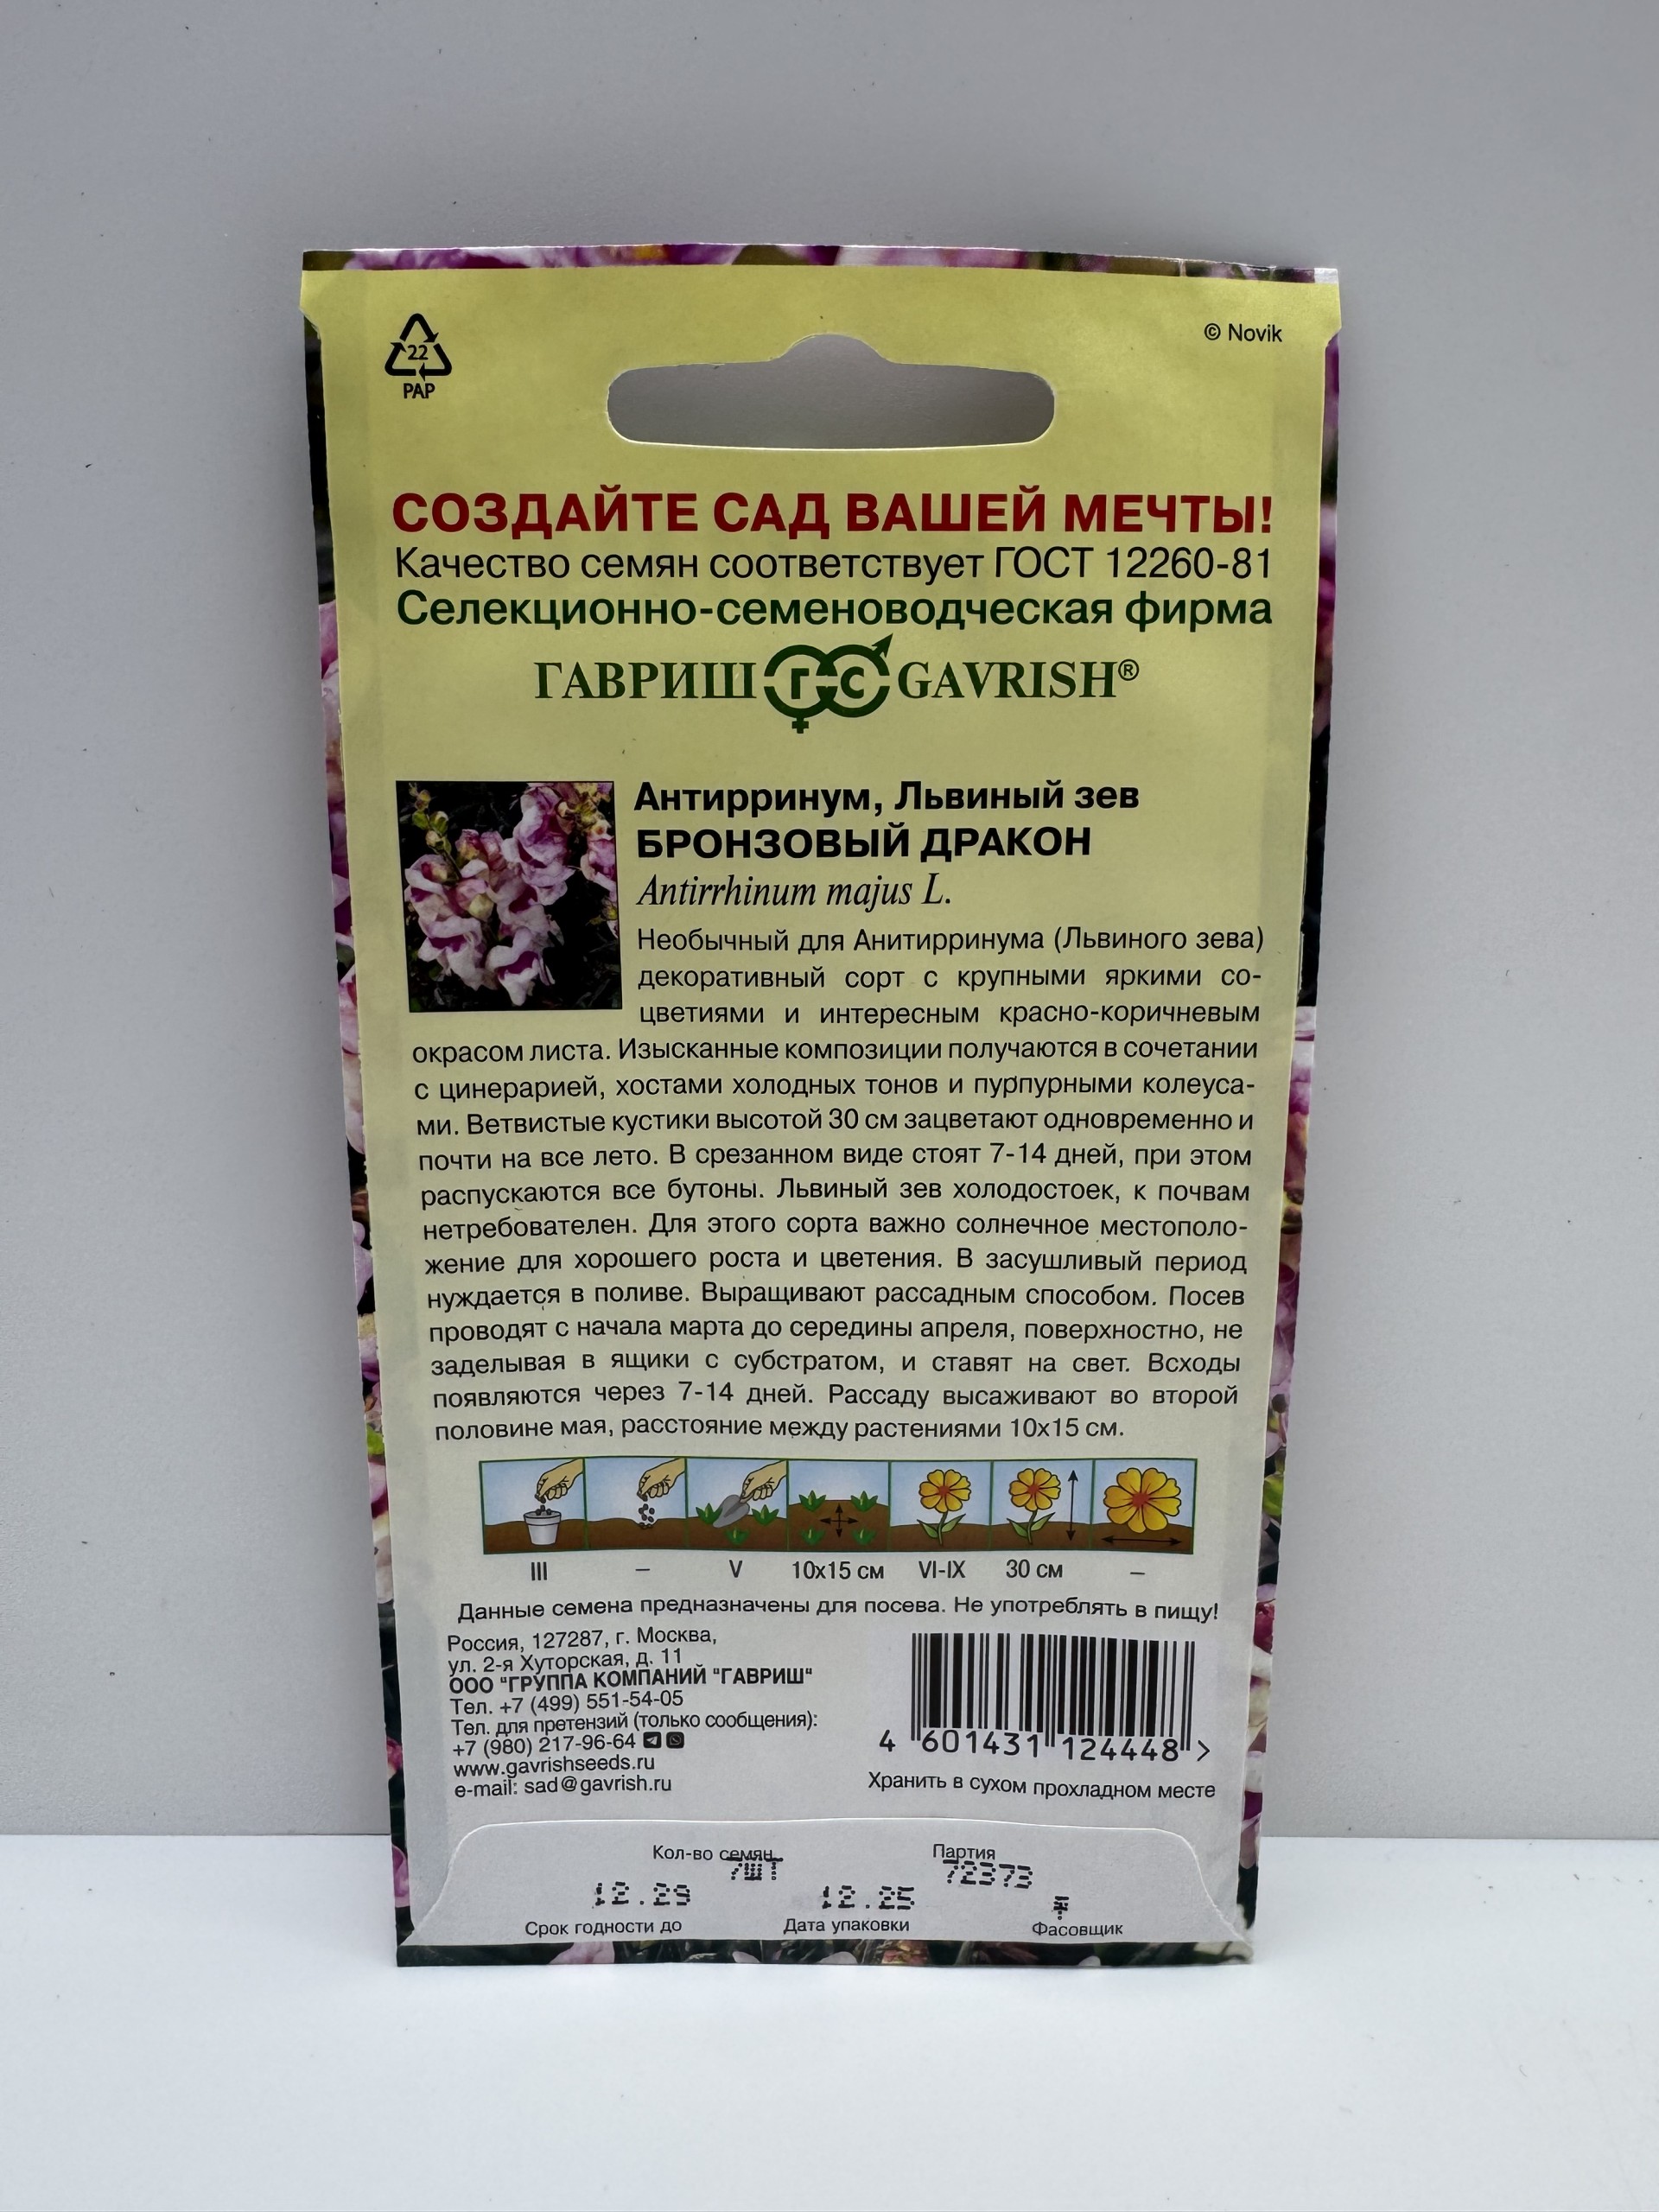 22
PAP
© Novik
СОЗДАЙТЕ САД ВАШЕЙ МЕЧТЫ!
Качество семян соответствует ГОСТ 12260-81
Селекционно-семеноводческая фирма
ГАВРИШ ГС GAVRISH®
Антирринум, Львиный зев
БРОНЗОВЫЙ ДРАКОН
Antirrhinum majus L.
Необычный для Анитирринума (Львиного зева)
декоративный сорт с крупными яркими со-
цветиями и интересным красно-коричневым
окрасом листа. Изысканные композиции получаются в сочетании
с цинерарией, хостами холодных тонов и пурпурными колеуса-
ми. Ветвистые кустики высотой 30 см зацветают одновременно и
почти на все лето. В срезанном виде стоят 7-14 дней, при этом
распускаются все бутоны. Львиный зев холодостоек, к почвам
нетребователен. Для этого сорта важно солнечное местополо-
жение для хорошего роста и цветения. В засушливый период
нуждается в поливе. Выращивают рассадным способом. Посев
проводят с начала марта до середины апреля, поверхностно, не
заделывая в ящики с субстратом, и ставят на свет. Всходы
появляются через 7-14 дней. Рассаду высаживают во второй
половине мая, расстояние между растениями 10х15 см.
III – V 10х15 см VI-IX 30 см –
Данные семена предназначены для посева. Не употреблять в пищу!
Россия, 127287, г. Москва,
ул. 2-я Хуторская, д. 11
ООО "ГРУППА КОМПАНИЙ "ГАВРИШ"
Тел. +7 (499) 551-54-05
Тел. для претензий (только сообщения):
+7 (980) 217-96-64
www.gavrishseeds.ru
e-mail: sad@gavrish.ru
4 601431 124448 >
Хранить в сухом прохладном месте
Кол-во семян Партия
7ШТ 72373
12.29 12.25
Срок годности до Дата упаковки Фасовщик